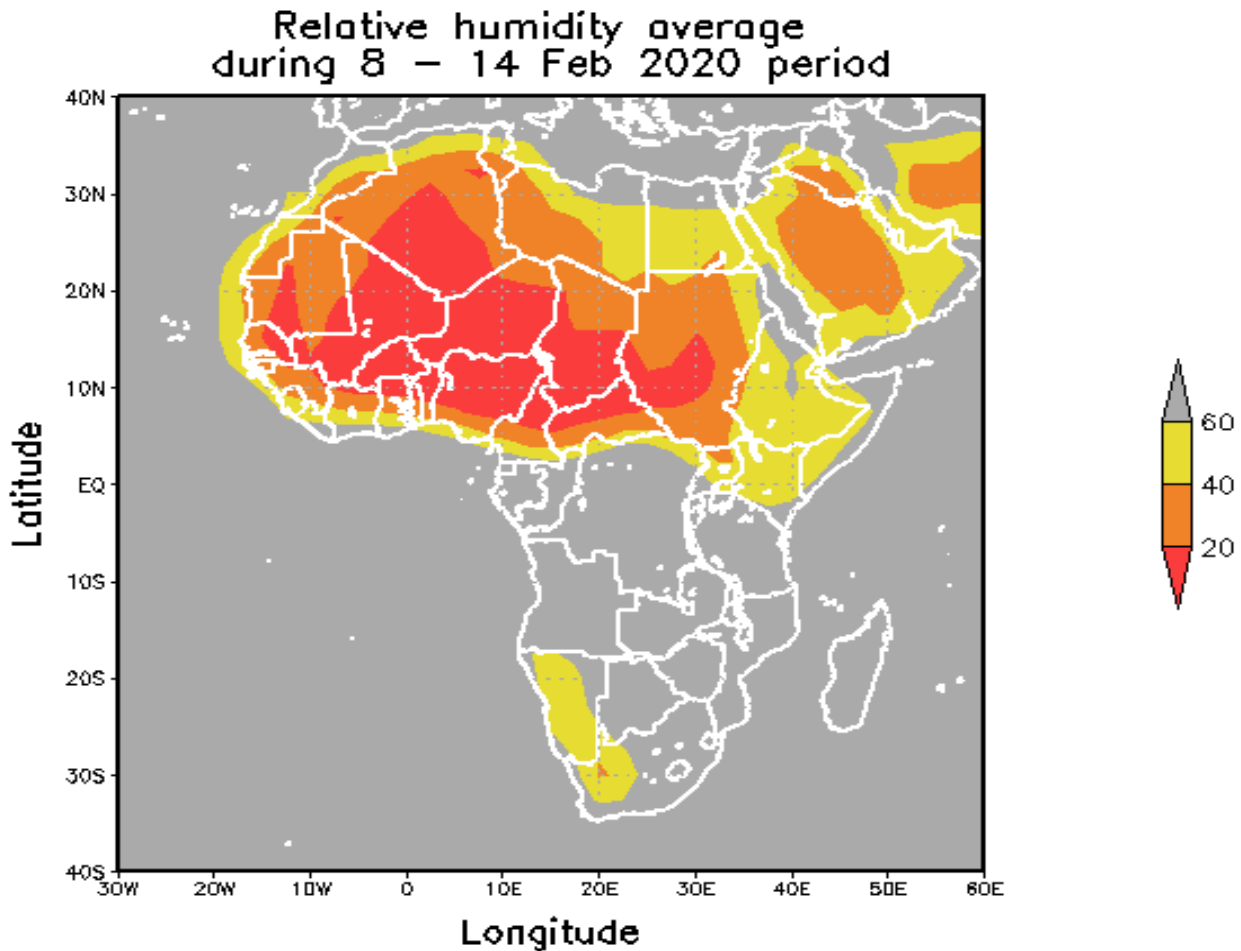 Relative humidity average
during 8 – 14 Feb 2020 period
40N
30N
20N
10N
EQ
10S
20S
30S
40S
30W 20W 10W 0 10E 20E 30E 40E 50E 60E
Latitude
Longitude
60
40
20